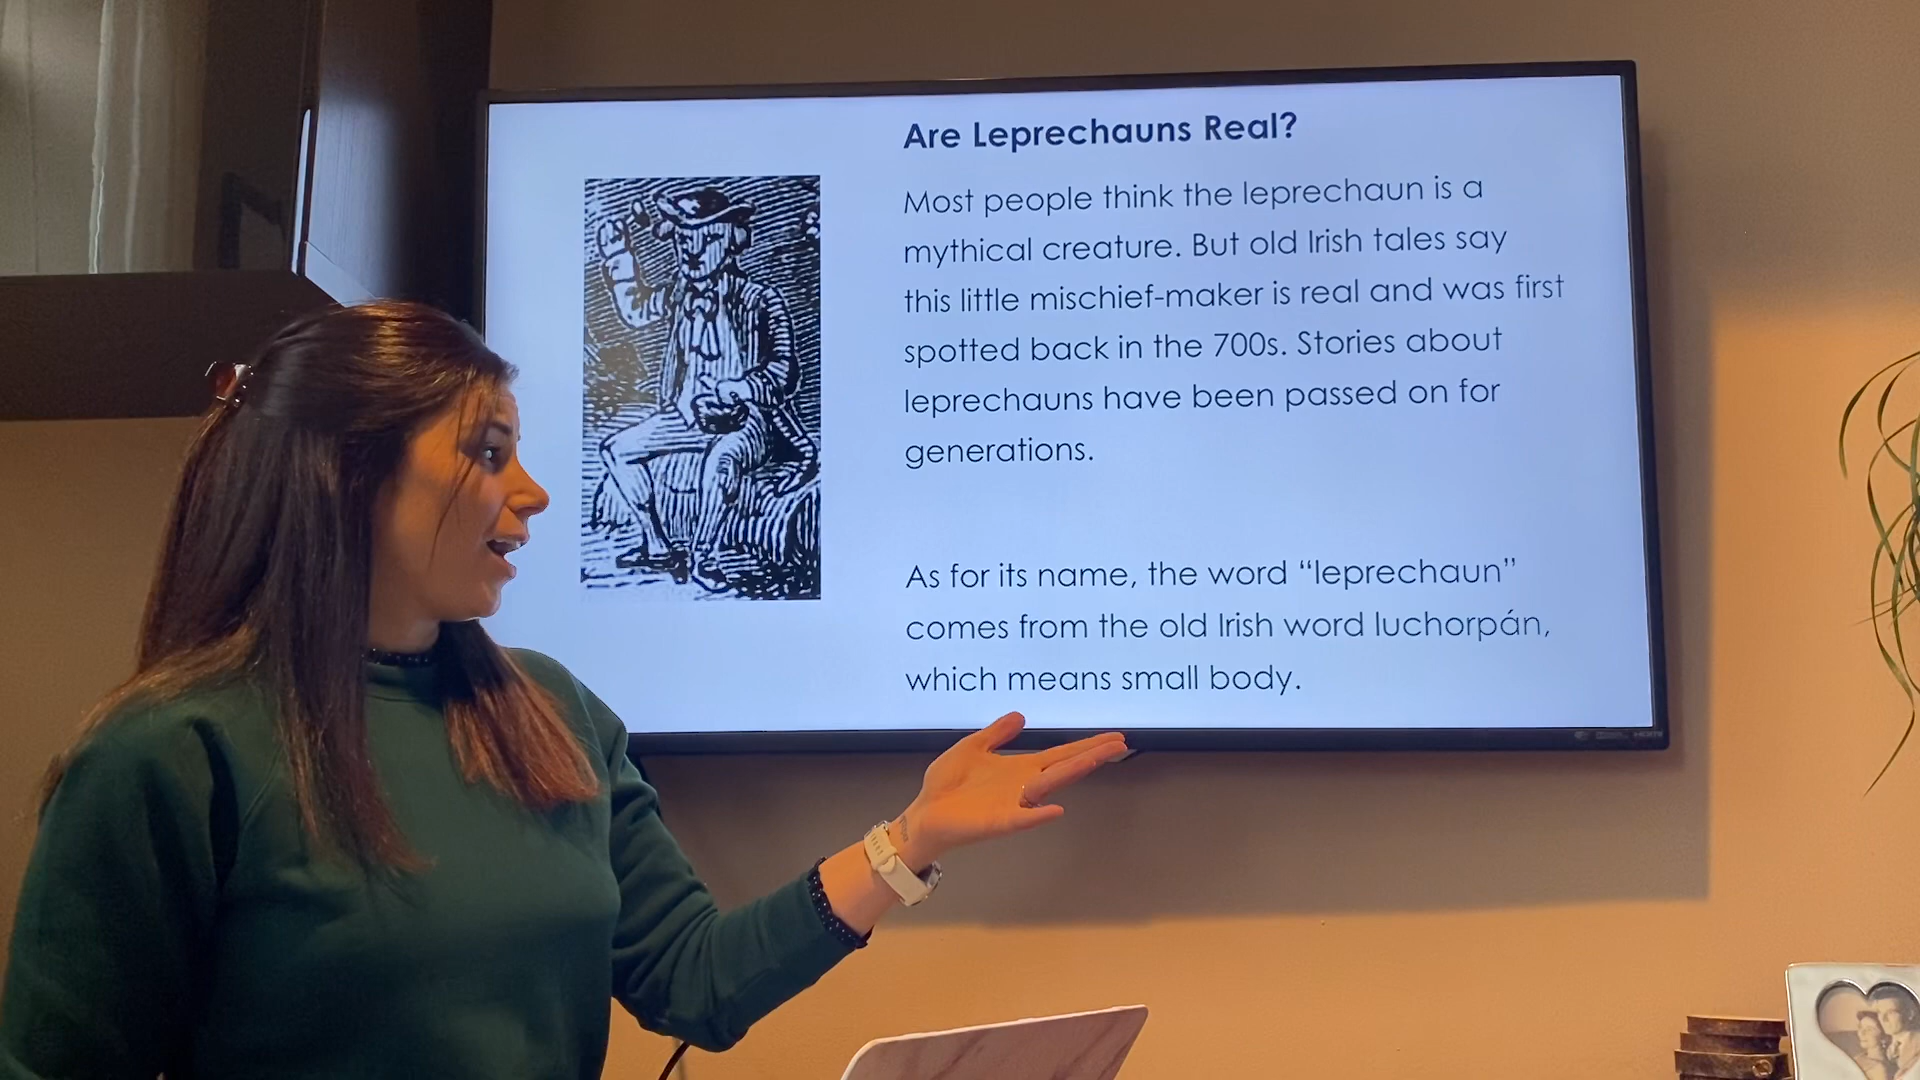 Are Leprechauns Real?
Most people think the leprechaun is a
mythical creature. But old Irish tales say
this little mischief-maker is real and was first
spotted back in the 700s. Stories about
leprechauns have been passed on for
generations.
As for its name, the word “leprechaun”
comes from the old Irish word luchorpán,
which means small body.
HDMI